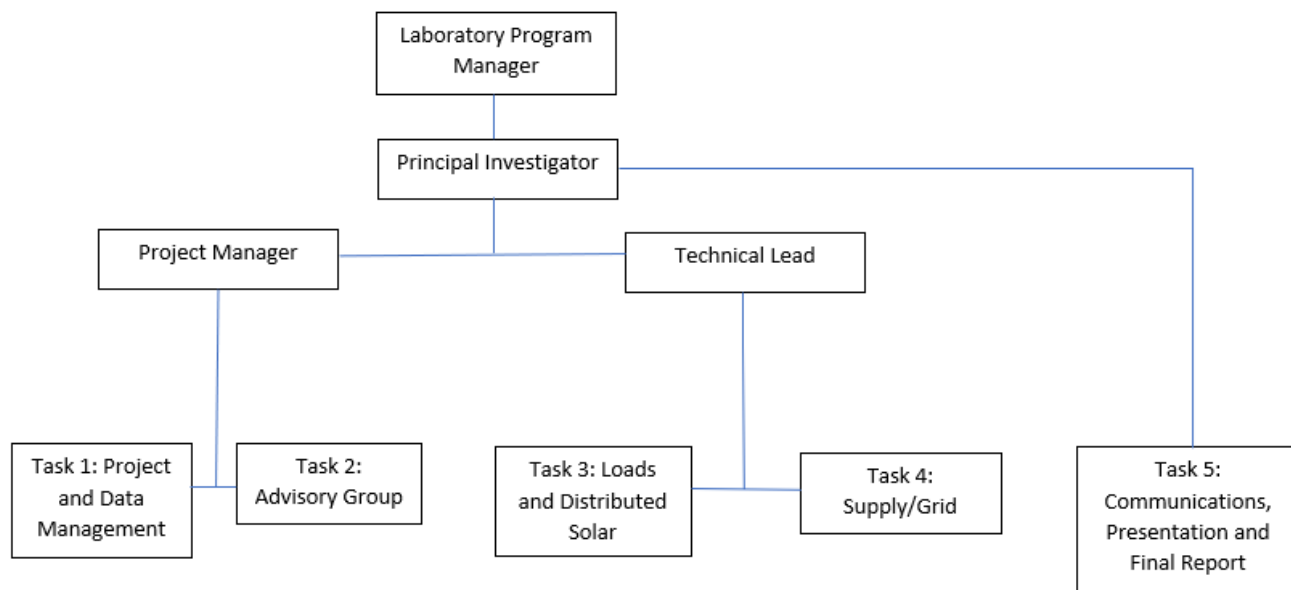 Laboratory Program
Manager
Principal Investigator
Project Manager
Technical Lead
Task 1: Project
and Data
Management
Task 2:
Advisory Group
Task 3: Loads
and Distributed
Solar
Task 4:
Supply/Grid
Task 5:
Communications,
Presentation and
Final Report